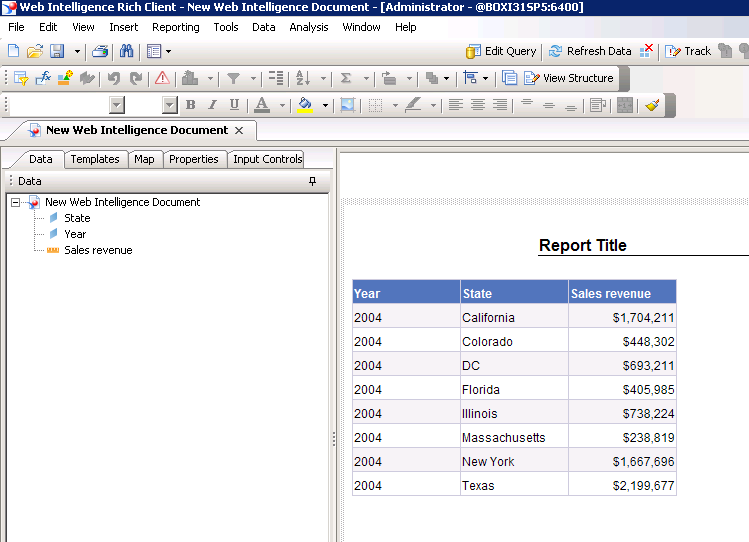 Web Intelligence Rich Client - New Web Intelligence Document - [Administrator - @BOXI31SP5:6400]
File Edit View Insert Reporting Tools Data Analysis Window Help
Edit Query Refresh Data Track
View Structure
B I U A
New Web Intelligence Document
Data Templates Map Properties Input Controls
Data
New Web Intelligence Document
State
Year
Sales revenue
Report Title
Year State Sales revenue
2004 California $1,704,211
2004 Colorado $448,302
2004 DC $693,211
2004 Florida $405,985
2004 Illinois $738,224
2004 Massachusetts $238,819
2004 New York $1,667,696
2004 Texas $2,199,677